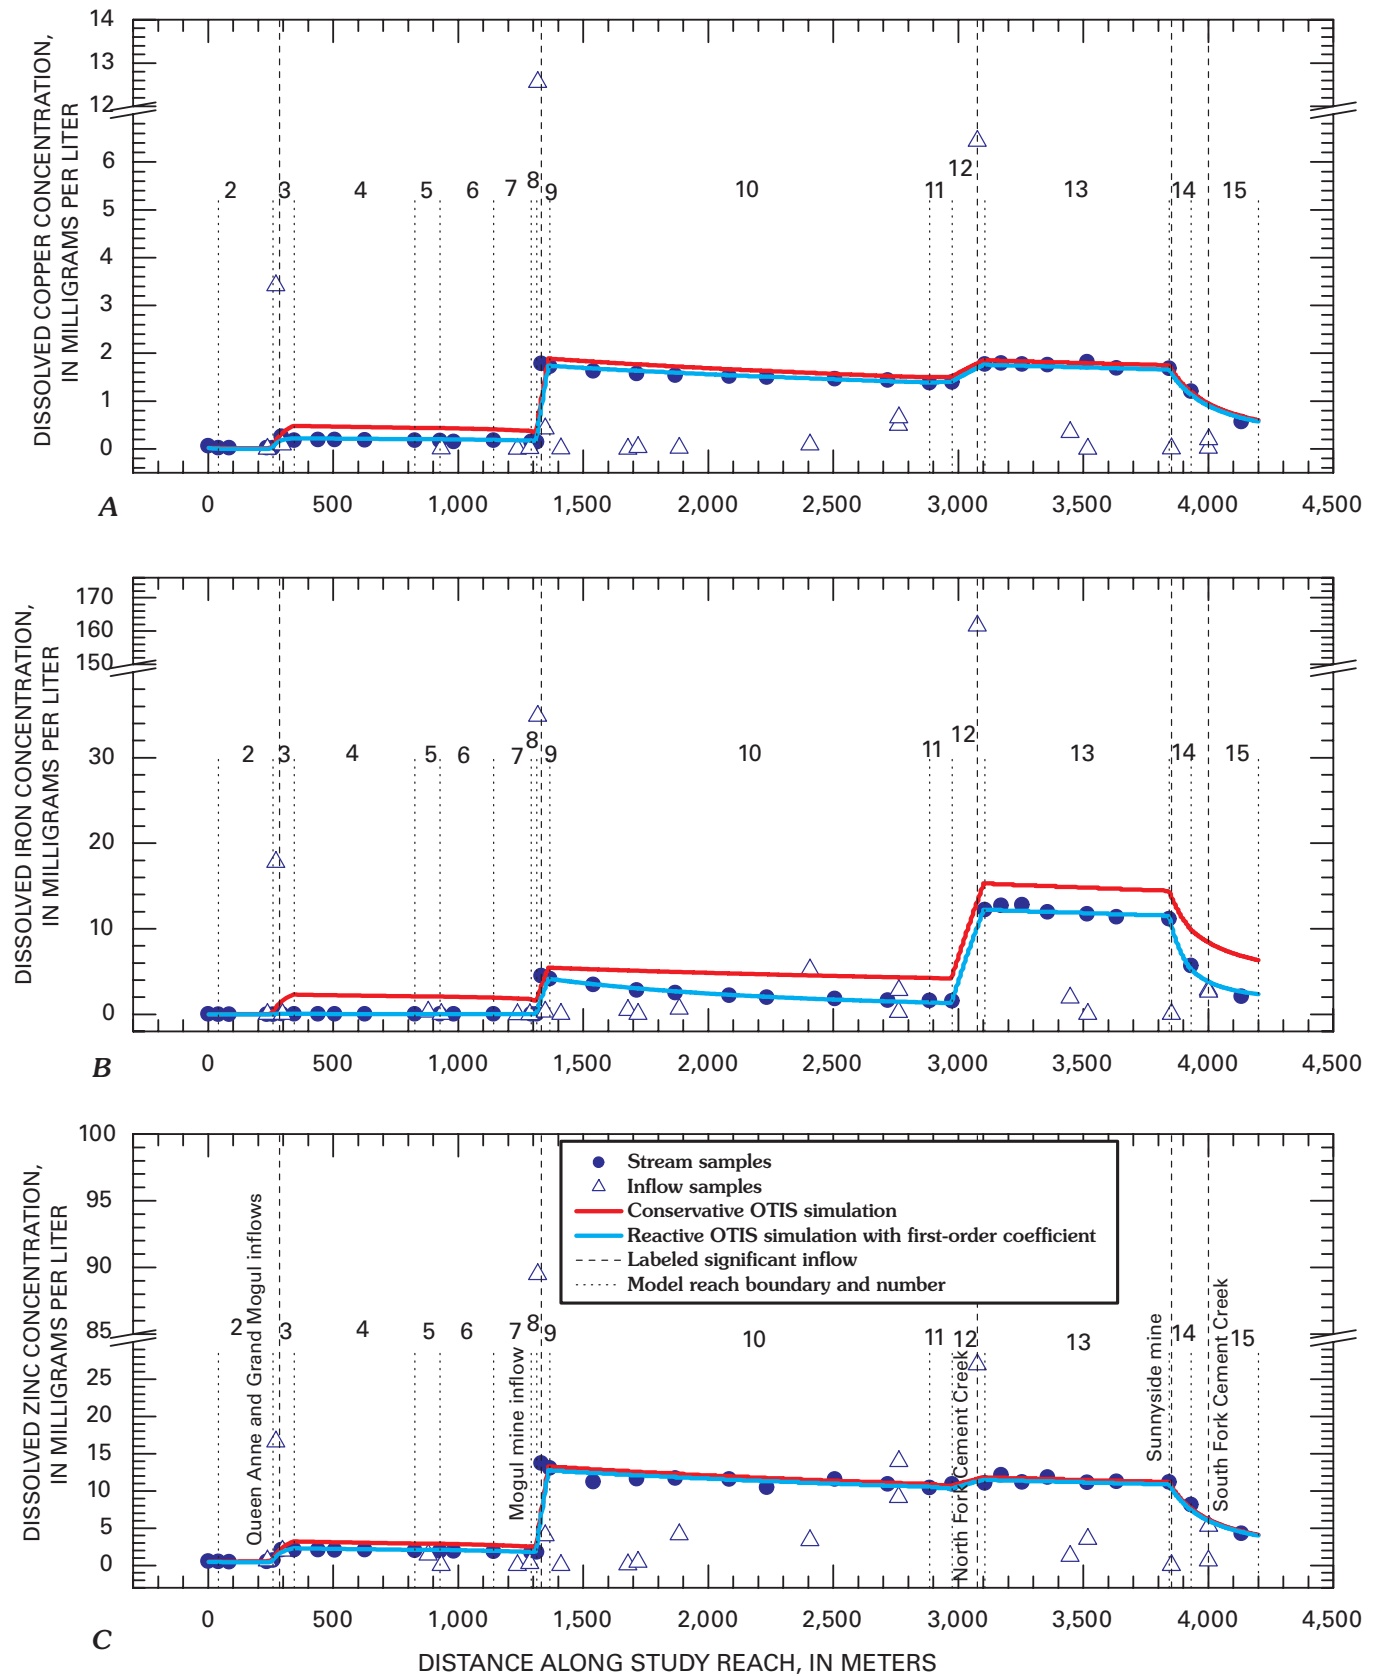 DISSOLVED COPPER CONCENTRATION,
IN MILLIGRAMS PER LITER
14
13
12
6
5
4
3
2
1
0
2 3 4 5 6 7 8 9 10 11 12 13 14 15
A
0 500 1,000 1,500 2,000 2,500 3,000 3,500 4,000 4,500
DISSOLVED IRON CONCENTRATION,
IN MILLIGRAMS PER LITER
170
160
150
30
20
10
0
2 3 4 5 6 7 8 9 10 11 12 13 14 15
B
0 500 1,000 1,500 2,000 2,500 3,000 3,500 4,000 4,500
DISSOLVED ZINC CONCENTRATION,
IN MILLIGRAMS PER LITER
100
95
90
85
25
20
15
10
5
0
Stream samples
Inflow samples
Conservative OTIS simulation
Reactive OTIS simulation with first-order coefficient
Labeled significant inflow
Model reach boundary and number
2 3 4 5 6 7 8 9 10 11 12 13 14 15
Queen Anne and Grand Mogul inflows
Mogul mine inflow
North Fork Cement Creek
Sunnyside mine
South Fork Cement Creek
C
0 500 1,000 1,500 2,000 2,500 3,000 3,500 4,000 4,500
DISTANCE ALONG STUDY REACH, IN METERS